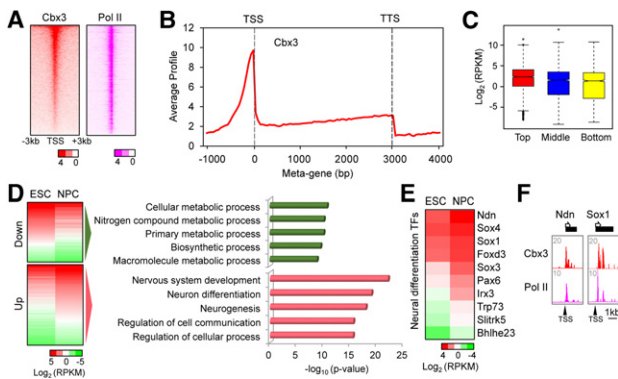 A
Cbx3 Pol II
-3kb TSS +3kb
4 0 4 0
B
TSS TTS
Cbx3
Average Profile
12
10
8
6
4
2
0
-1000 0 1000 2000 3000 4000
Meta-gene (bp)
C
Log2 (RPKM)
10
5
0
-5
Top Middle Bottom
D
ESC NPC
Down
Up
5 0 -5
Log2 (RPKM)
Cellular metabolic process
Nitrogen compound metabolic process
Primary metabolic process
Biosynthetic process
Macromolecule metabolic process
Nervous system development
Neuron differentiation
Neurogenesis
Regulation of cell communication
Regulation of cellular process
0 5 10 15 20 25
-log10 (p-value)
E
ESC NPC
Neural differentiation TFs
Ndn
Sox4
Sox1
Foxd3
Sox3
Pax6
Irx3
Trp73
Slitrk5
Bhlhe23
4 0 -4
Log2 (RPKM)
F
Ndn Sox1
Cbx3
20 20
Pol II
10 10
TSS TSS 1kb